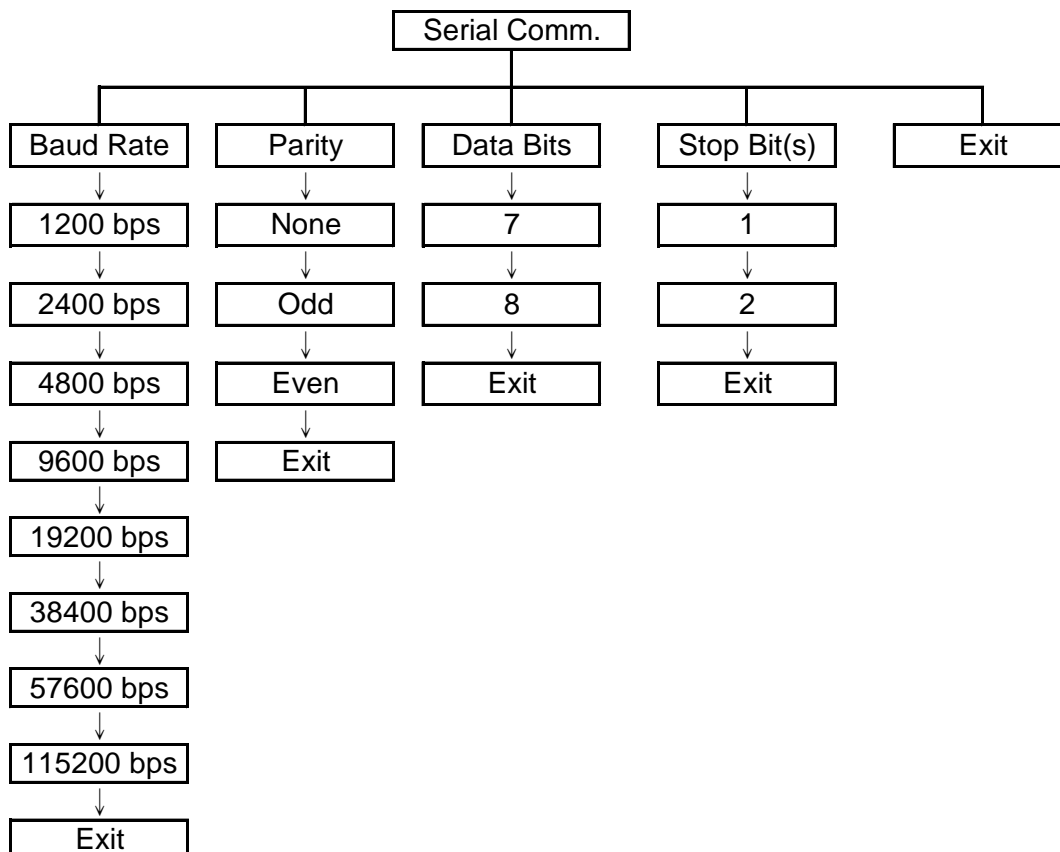 Serial Comm.
Baud Rate
Parity
Data Bits
Stop Bit(s)
Exit
1200 bps
None
7
1
2400 bps
Odd
8
2
4800 bps
Even
Exit
Exit
9600 bps
Exit
19200 bps
38400 bps
57600 bps
115200 bps
Exit